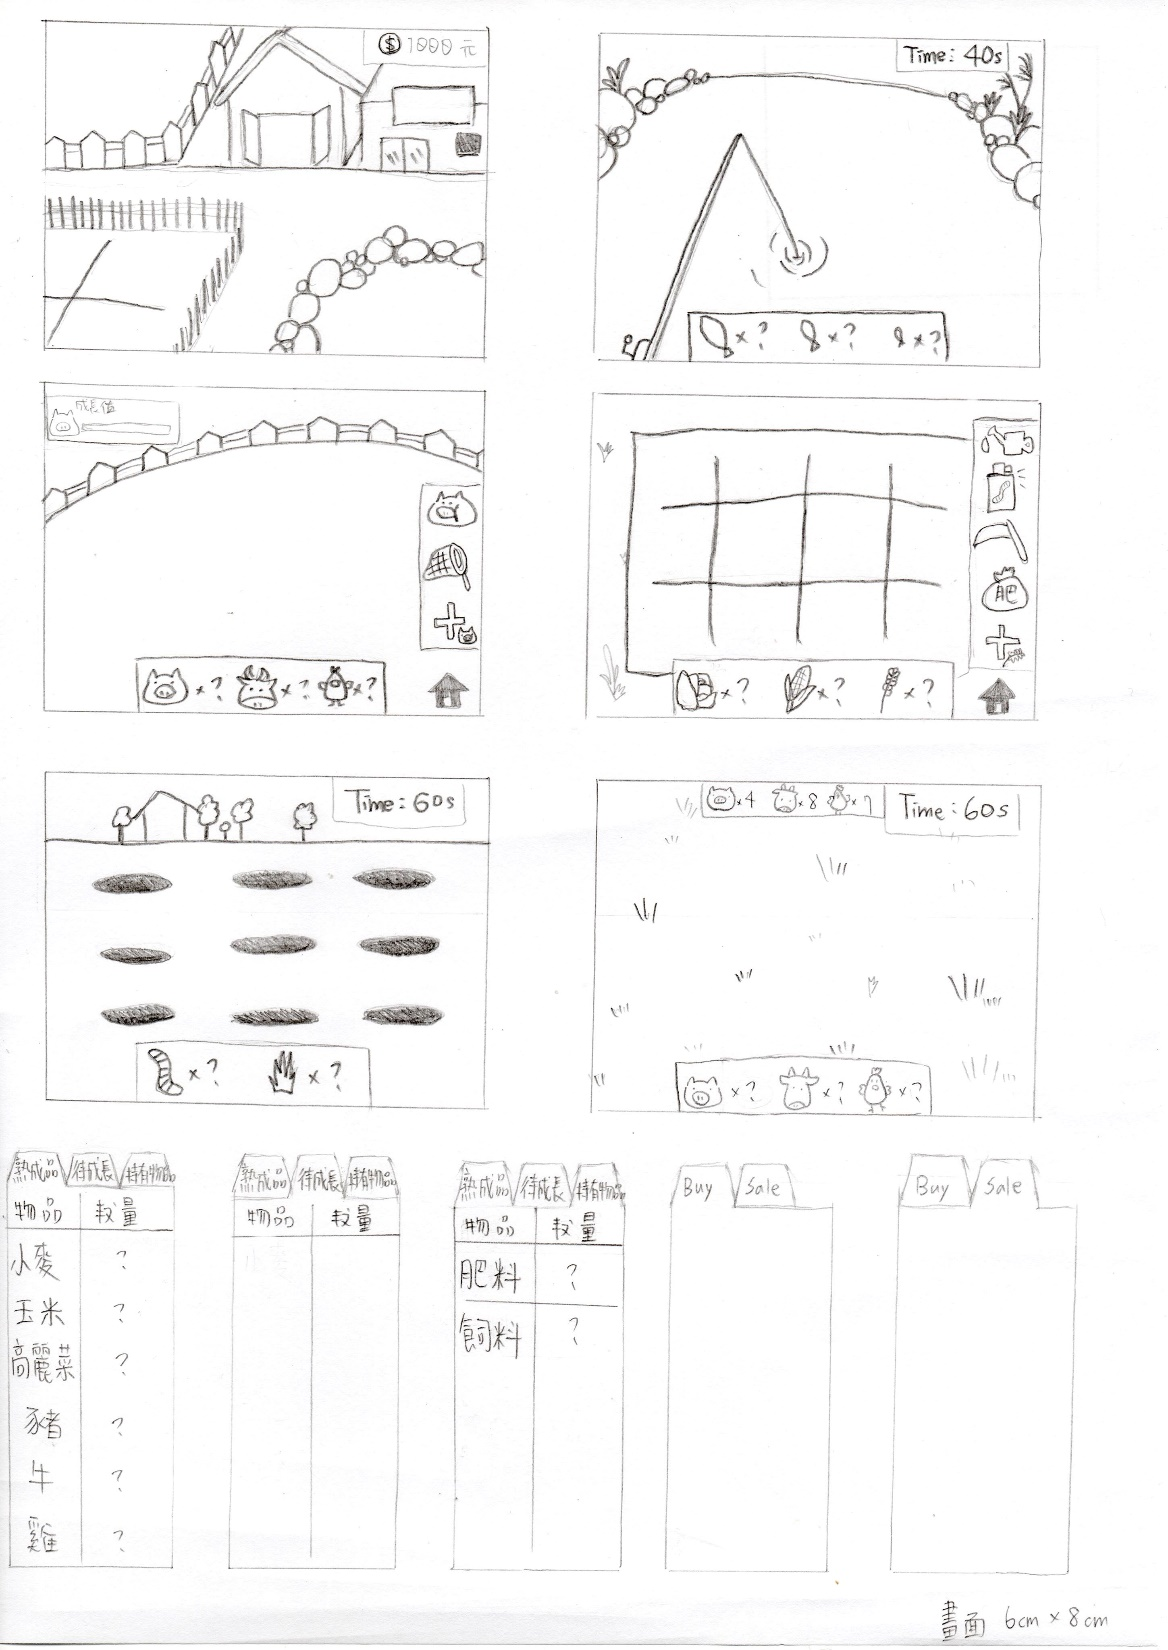 $ 1000 元
Time: 40s
×? ×? ×?
成長值
×? ×? ×?
肥
×? ×? ×?
Time: 60s
×? ×?
×4 ×8 ×7
Time: 60s
×? ×? ×?
熟成品 待成長 持有物品
物品 數量
小麥 ?
玉米 ?
高麗菜 ?
豬 ?
牛 ?
雞 ?
熟成品 待成長 持有物品
物品 數量
熟成品 待成長 持有物品
物品 數量
肥料 ?
飼料 ?
Buy Sale
Buy Sale
畫面 6cm × 8cm